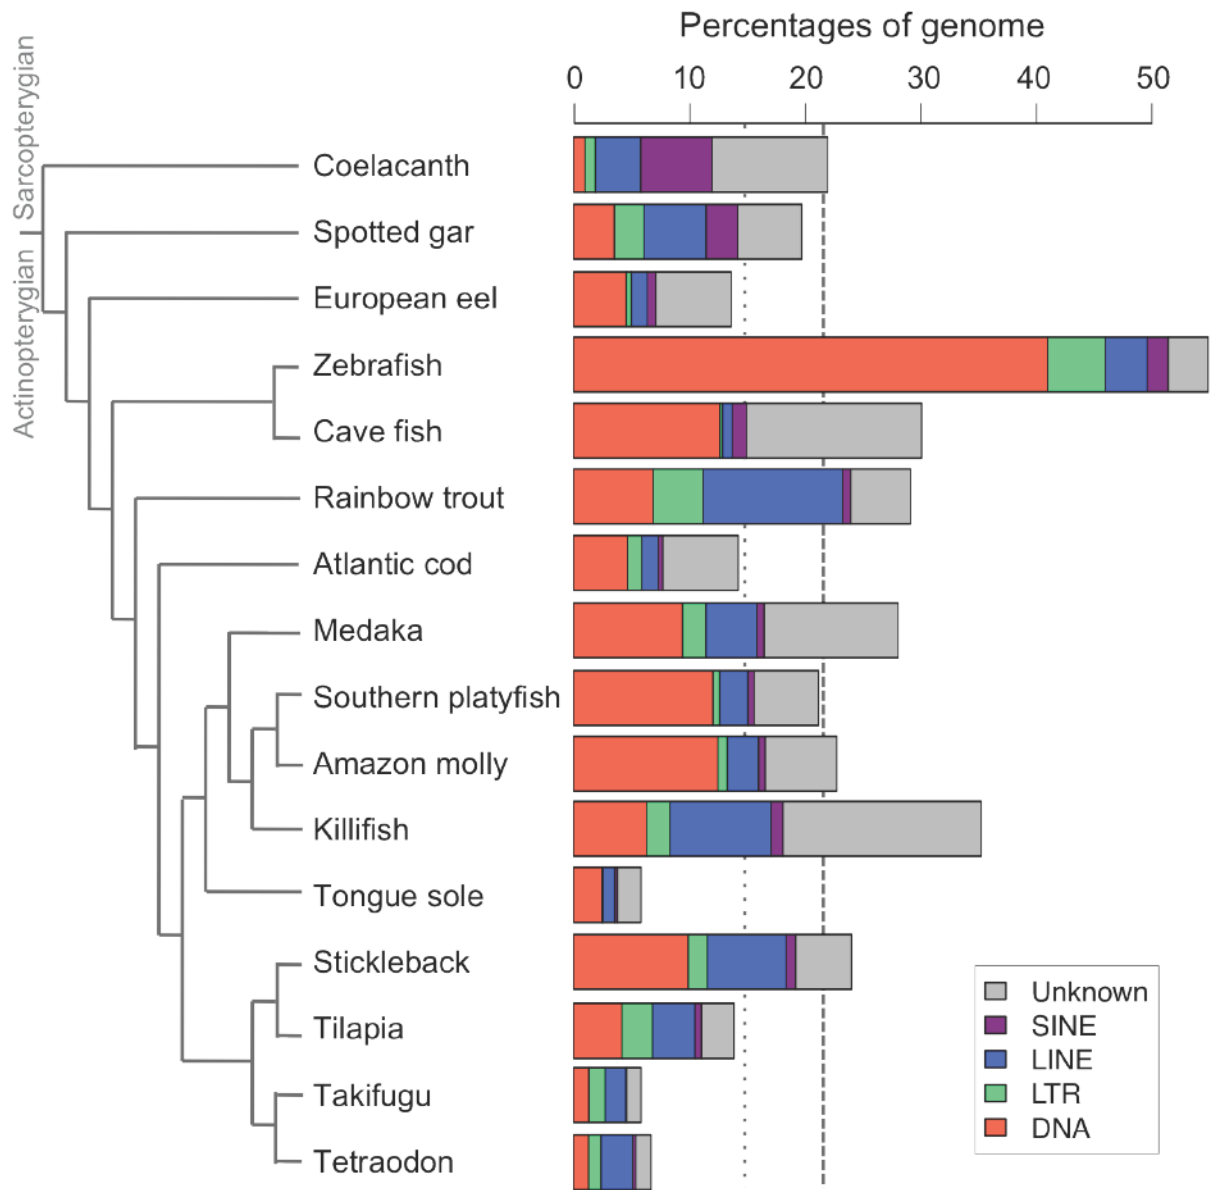 Percentages of genome
0 10 20 30 40 50
Actinopterygian Sarcopterygian
Coelacanth
Spotted gar
European eel
Zebrafish
Cave fish
Rainbow trout
Atlantic cod
Medaka
Southern platyfish
Amazon molly
Killifish
Tongue sole
Stickleback
Tilapia
Takifugu
Tetraodon
Unknown
SINE
LINE
LTR
DNA